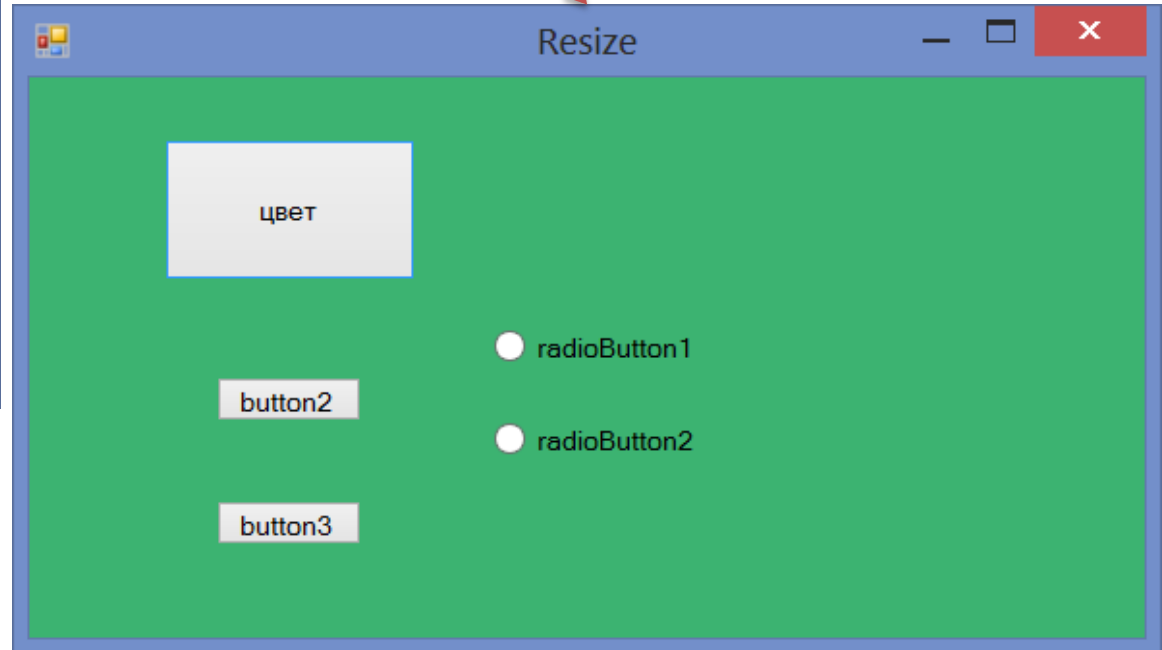 Resize
цвет
radioButton1
button2
radioButton2
button3